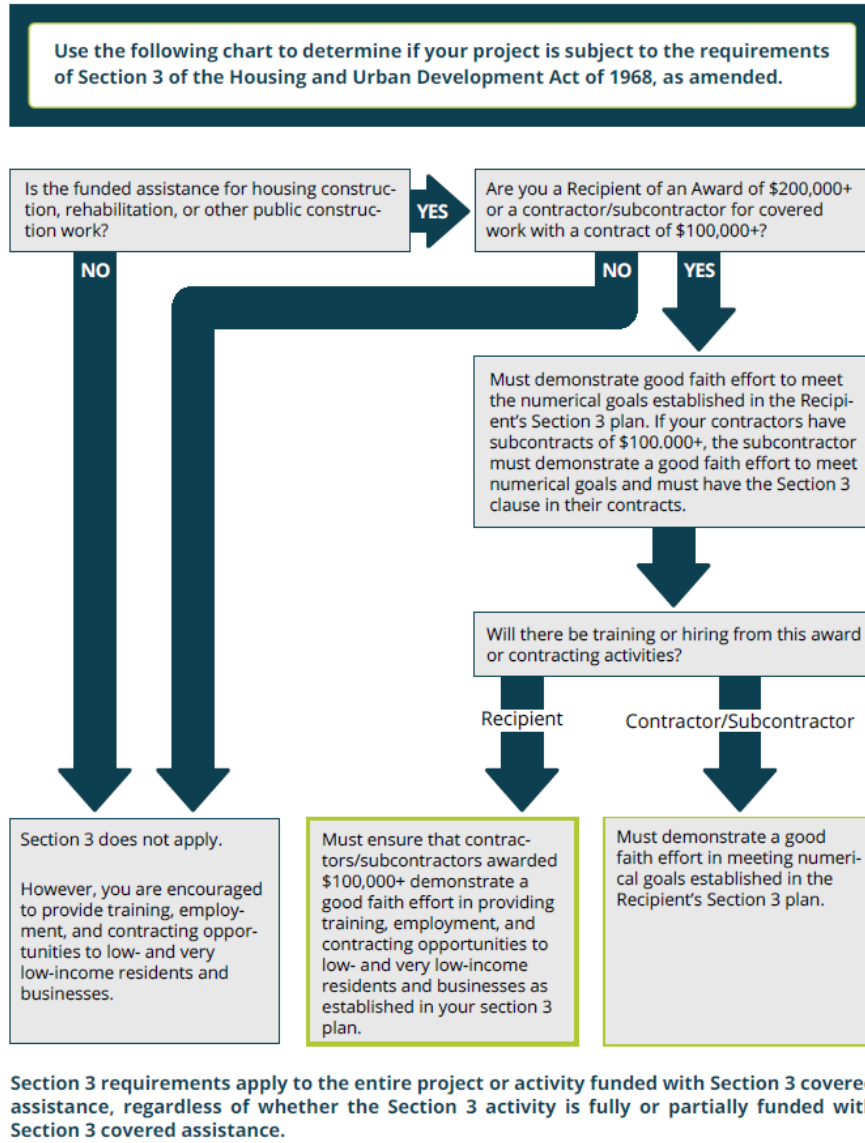 Use the following chart to determine if your project is subject to the requirements
of Section 3 of the Housing and Urban Development Act of 1968, as amended.
Is the funded assistance for housing construc-
tion, rehabilitation, or other public construc-
tion work?
YES
Are you a Recipient of an Award of $200,000+
or a contractor/subcontractor for covered
work with a contract of $100,000+?
NO
NO
YES
Must demonstrate good faith effort to meet
the numerical goals established in the Recipi-
ent's Section 3 plan. If your contractors have
subcontracts of $100.000+, the subcontractor
must demonstrate a good faith effort to meet
numerical goals and must have the Section 3
clause in their contracts.
Will there be training or hiring from this award
or contracting activities?
Recipient
Contractor/Subcontractor
Section 3 does not apply.
However, you are encouraged
to provide training, employ-
ment, and contracting oppor-
tunities to low- and very
low-income residents and
businesses.
Must ensure that contrac-
tors/subcontractors awarded
$100,000+ demonstrate a
good faith effort in providing
training, employment, and
contracting opportunities to
low- and very low-income
residents and businesses as
established in your section 3
plan.
Must demonstrate a good
faith effort in meeting numeri-
cal goals established in the
Recipient's Section 3 plan.
Section 3 requirements apply to the entire project or activity funded with Section 3 covere
assistance, regardless of whether the Section 3 activity is fully or partially funded wit
Section 3 covered assistance.